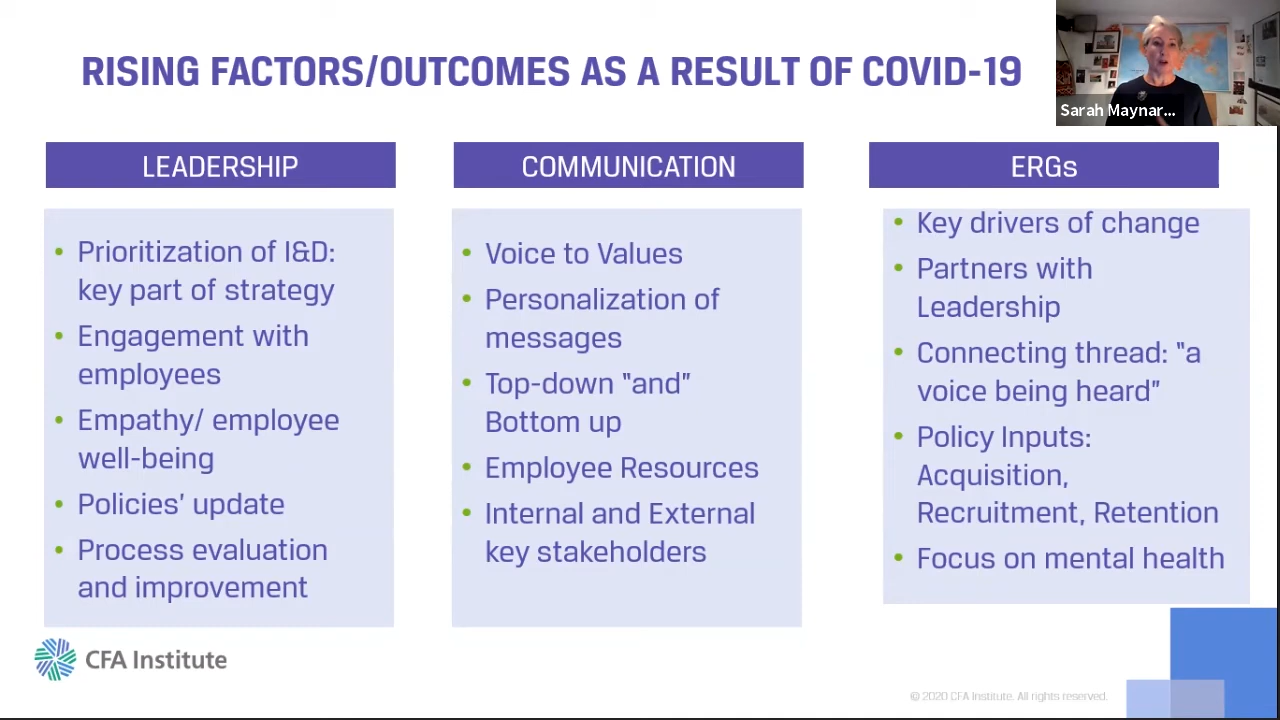 RISING FACTORS/OUTCOMES AS A RESULT OF COVID-19
Sarah Maynar...
LEADERSHIP
• Prioritization of I&D:
key part of strategy
• Engagement with
employees
• Empathy/ employee
well-being
• Policies' update
• Process evaluation
and improvement
COMMUNICATION
• Voice to Values
• Personalization of
messages
• Top-down "and"
Bottom up
• Employee Resources
• Internal and External
key stakeholders
ERGs
• Key drivers of change
• Partners with
Leadership
• Connecting thread: "a
voice being heard"
• Policy Inputs:
Acquisition,
Recruitment, Retention
• Focus on mental health
CFA Institute
© 2020 CFA Institute. All rights reserved.